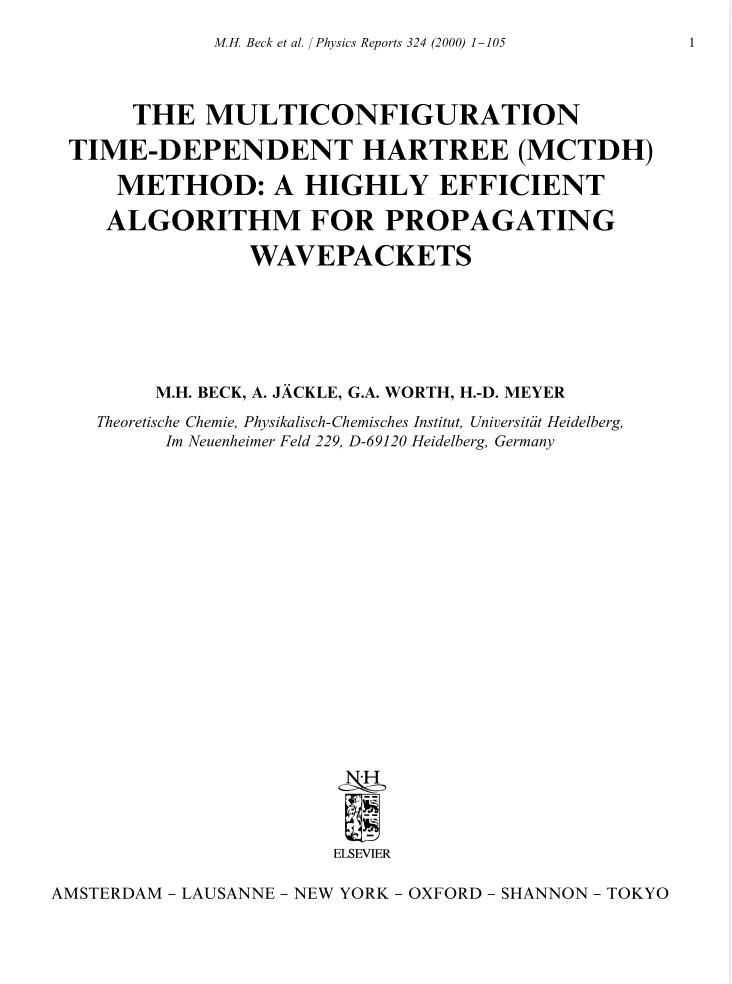 M.H. Beck et al. / Physics Reports 324 (2000) 1–105 1
THE MULTICONFIGURATION
TIME-DEPENDENT HARTREE (MCTDH)
METHOD: A HIGHLY EFFICIENT
ALGORITHM FOR PROPAGATING
WAVEPACKETS
M.H. BECK, A. JÄCKLE, G.A. WORTH, H.-D. MEYER
Theoretische Chemie, Physikalisch-Chemisches Institut, Universität Heidelberg,
Im Neuenheimer Feld 229, D-69120 Heidelberg, Germany
N·H
ELSEVIER
AMSTERDAM – LAUSANNE – NEW YORK – OXFORD – SHANNON – TOKYO